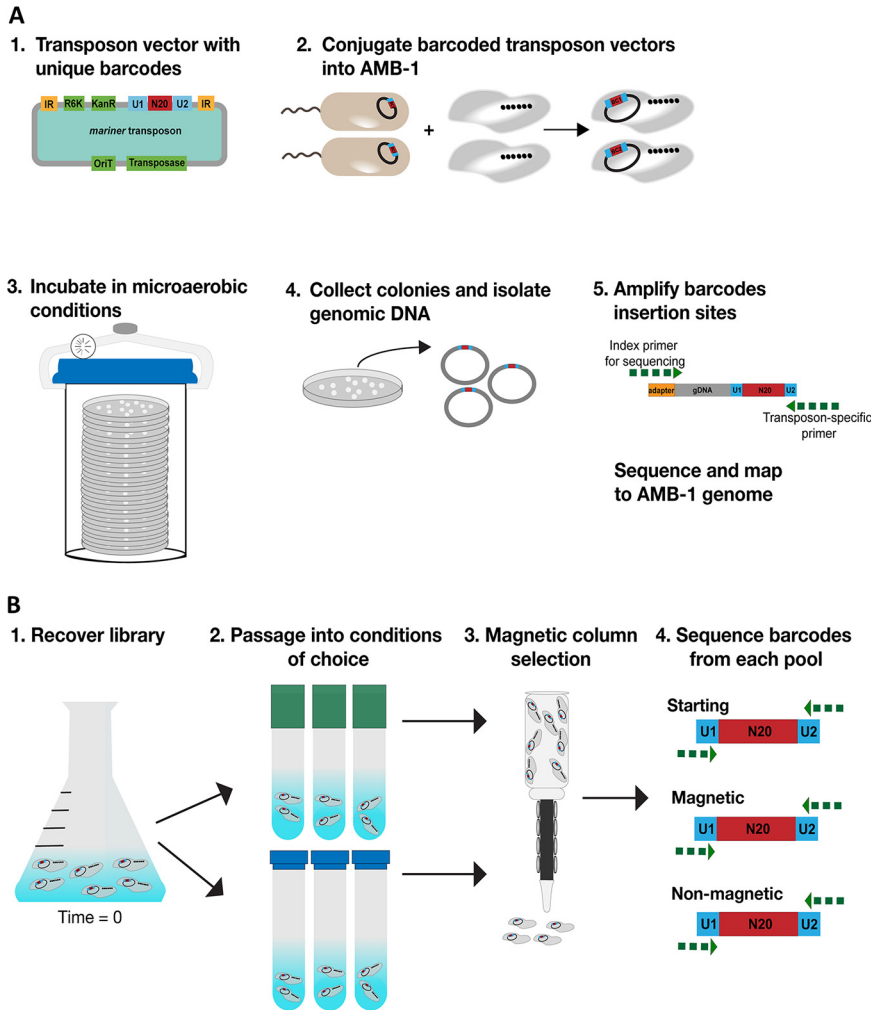 A
1. Transposon vector with
unique barcodes
IR R6K KanR U1 N20 U2 IR
mariner transposon
OriT Transposase
2. Conjugate barcoded transposon vectors
into AMB-1
+
BC1
BC2
3. Incubate in microaerobic
conditions
4. Collect colonies and isolate
genomic DNA
5. Amplify barcodes
insertion sites
Index primer
for sequencing
adapter gDNA U1 N20 U2
Transposon-specific
primer
Sequence and map
to AMB-1 genome
B
1. Recover library
Time = 0
2. Passage into conditions
of choice
3. Magnetic column
selection
4. Sequence barcodes
from each pool
Starting
U1 N20 U2
Magnetic
U1 N20 U2
Non-magnetic
U1 N20 U2